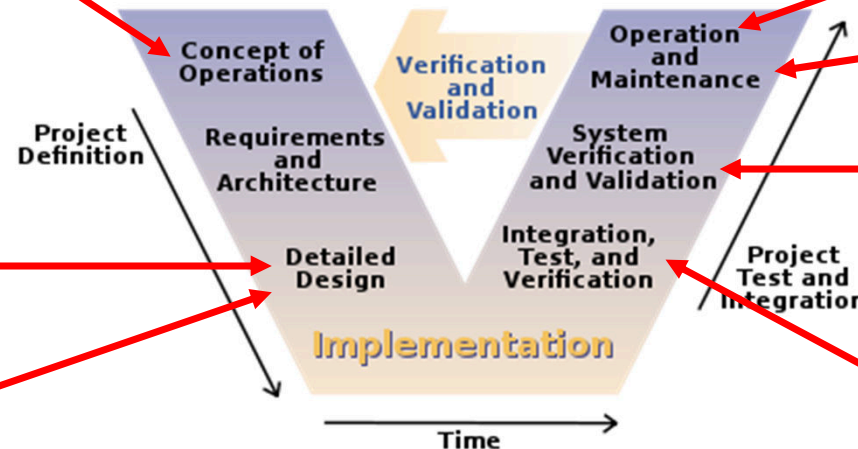 Concept of
Operations
Verification
and
Validation
Operation
and
Maintenance
Project
Definition
Requirements
and
Architecture
System
Verification
and Validation
Detailed
Design
Integration,
Test, and
Verification
Project
Test and
Integration
Implementation
Time